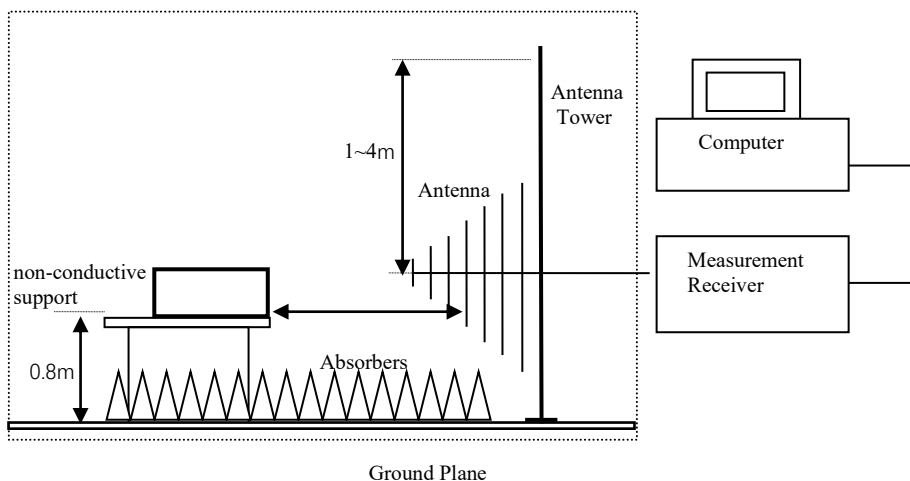 Antenna
Tower
Computer
1~4m
Antenna
non-conductive
support
Measurement
Receiver
0.8m
Absorbers
Ground Plane